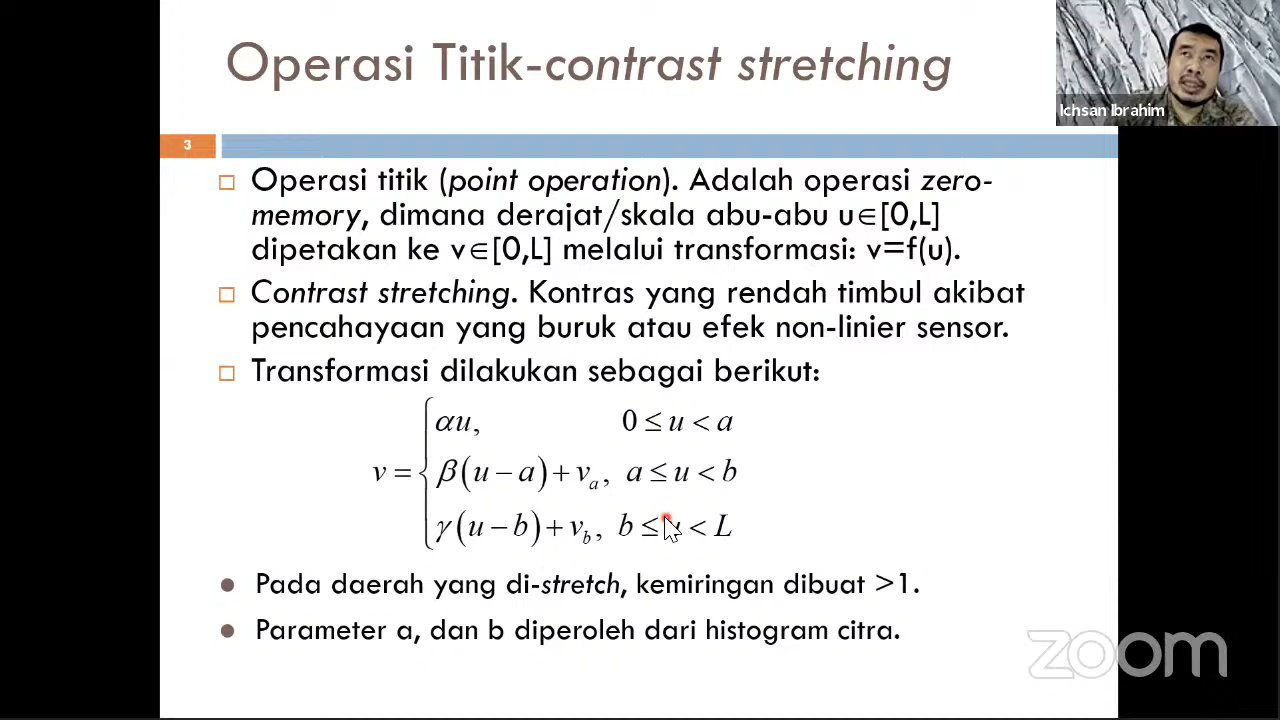 Operasi Titik-contrast stretching
Ichsan Ibrahim
3
Operasi titik (point operation). Adalah operasi zero-
memory, dimana derajat/skala abu-abu u∈[0,L]
dipetakan ke v∈[0,L] melalui transformasi: v=f(u).
Contrast stretching. Kontras yang rendah timbul akibat
pencahayaan yang buruk atau efek non-linier sensor.
Transformasi dilakukan sebagai berikut:
αu, 0 ≤ u < a
v = { β(u − a) + v_a, a ≤ u < b
γ(u − b) + v_b, b ≤ u < L
Pada daerah yang di-stretch, kemiringan dibuat >1.
Parameter a, dan b diperoleh dari histogram citra.
zoom